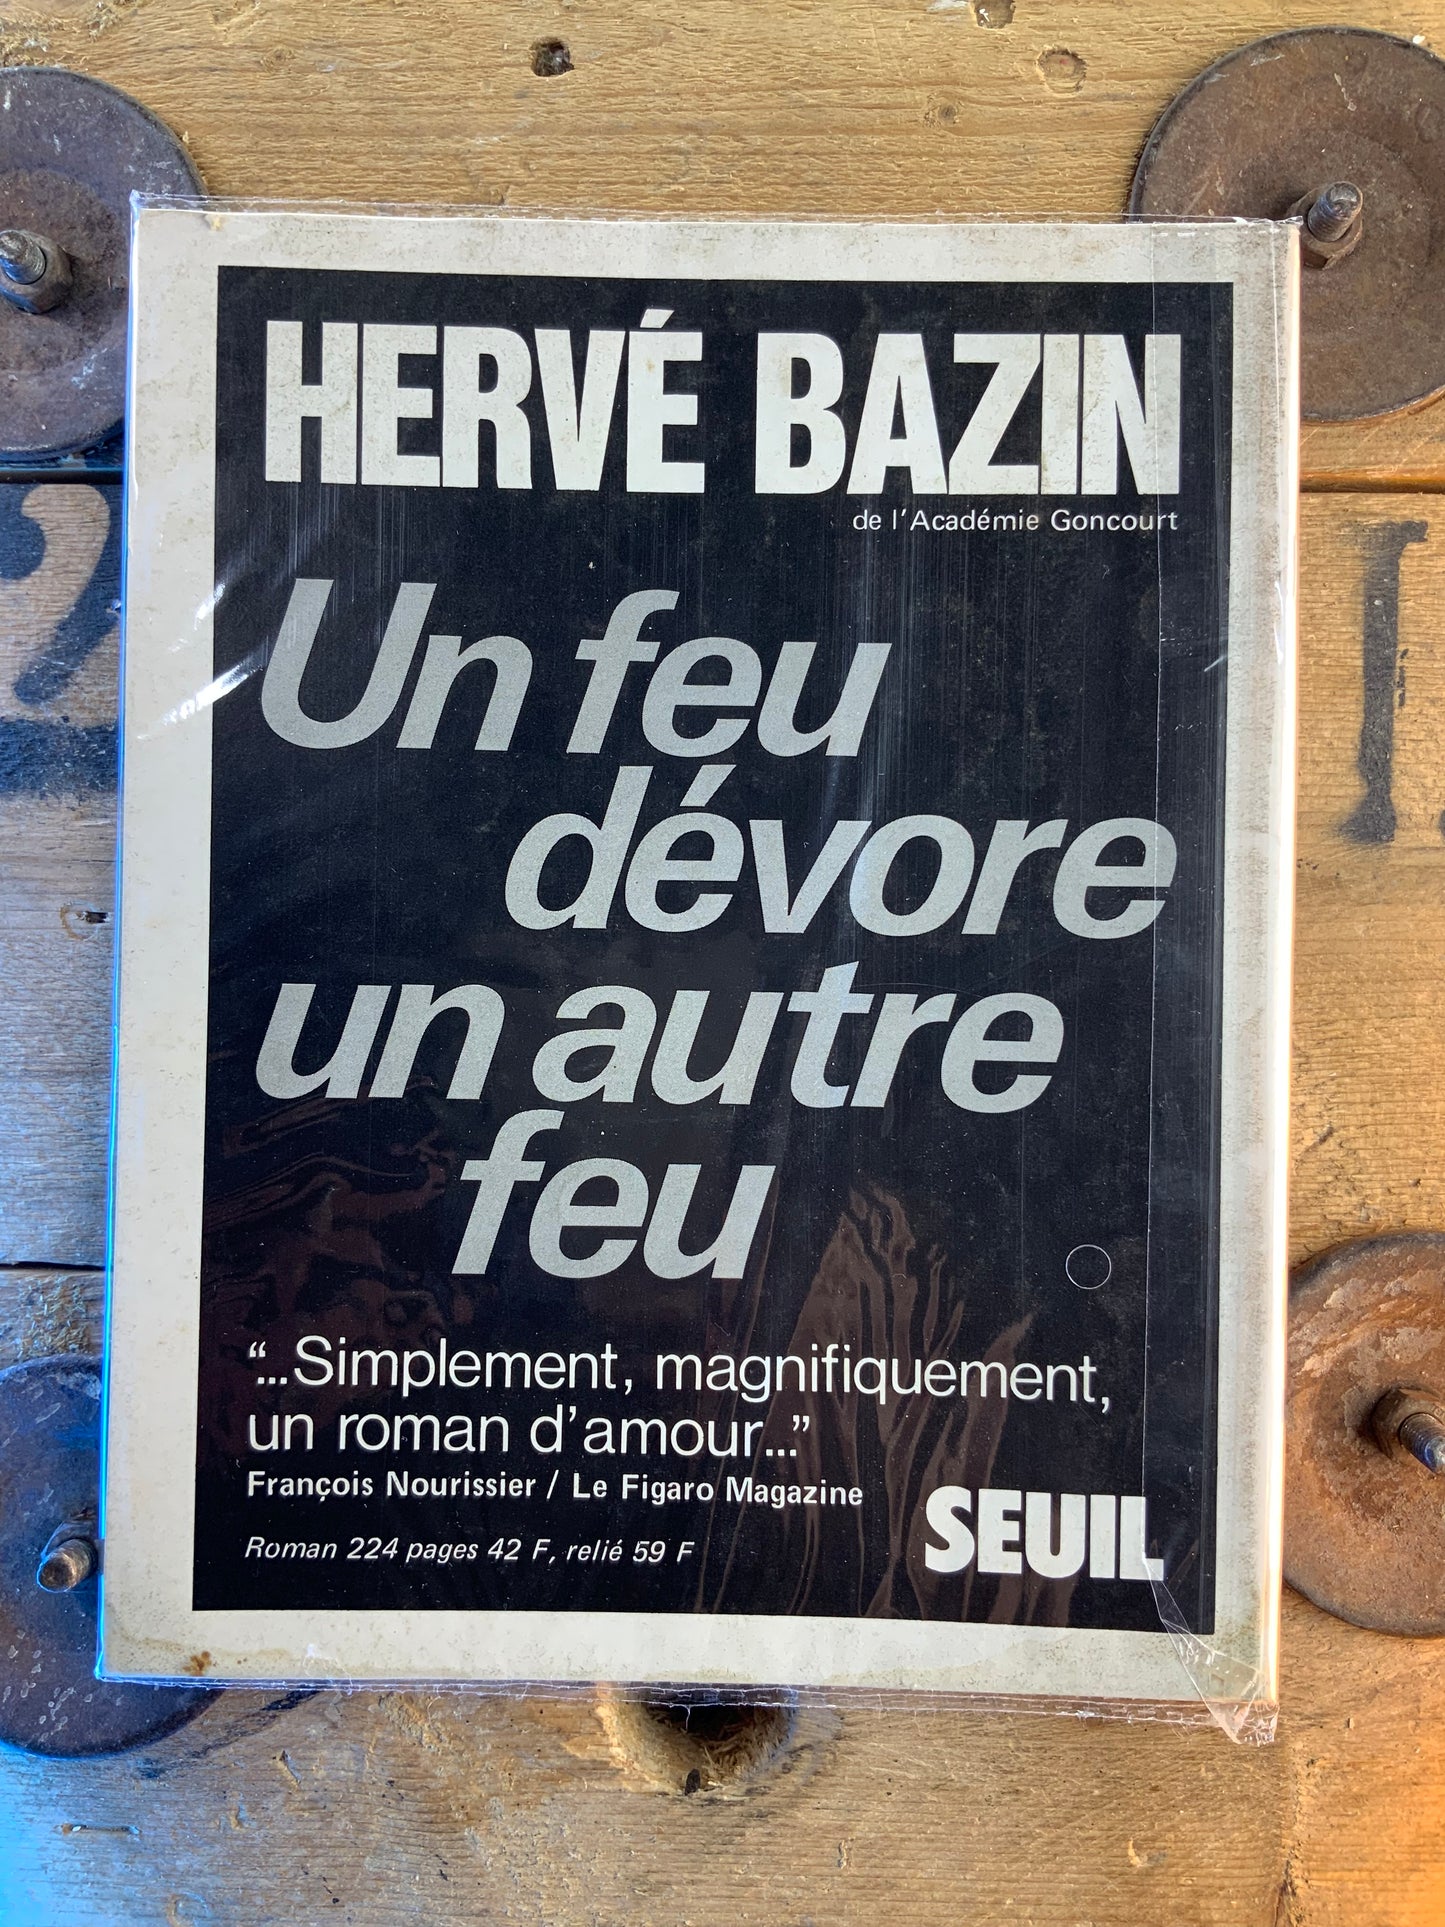 HERVÉ BAZIN
de l'Académie Goncourt
Un feu
dévore
un autre
feu
“...Simplement, magnifiquement,
un roman d'amour...”
François Nourissier / Le Figaro Magazine
Roman 224 pages 42 F, relié 59 F
SEUIL